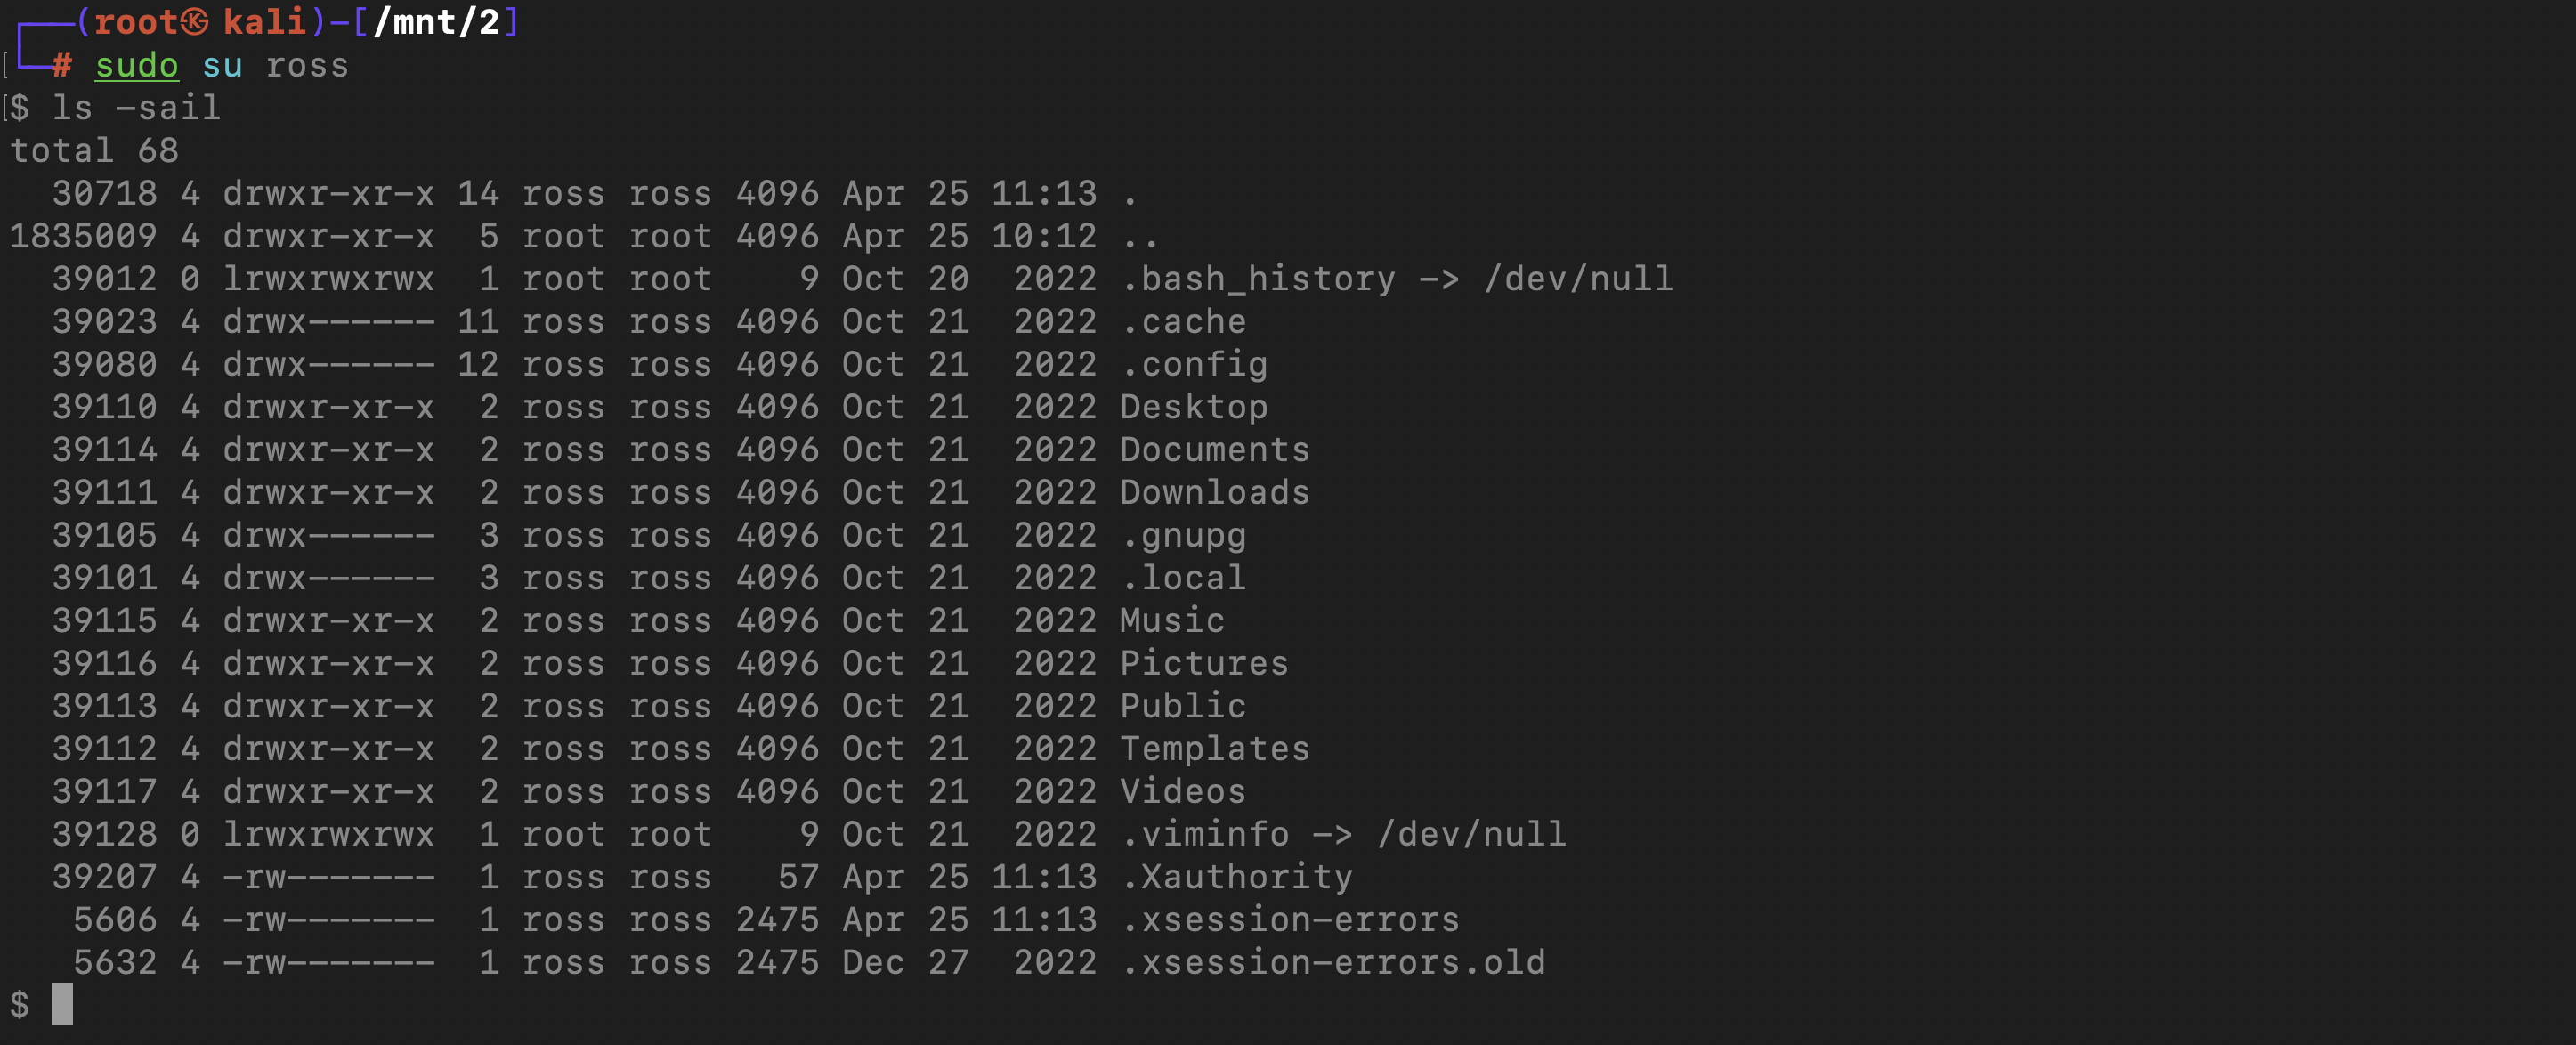 ┌──(root㉿kali)-[/mnt/2]
└─# sudo su ross
$ ls -sail
total 68
  30718 4 drwxr-xr-x 14 ross ross 4096 Apr 25 11:13 .
1835009 4 drwxr-xr-x  5 root root 4096 Apr 25 10:12 ..
  39012 0 lrwxrwxrwx  1 root root    9 Oct 20  2022 .bash_history -> /dev/null
  39023 4 drwx------ 11 ross ross 4096 Oct 21  2022 .cache
  39080 4 drwx------ 12 ross ross 4096 Oct 21  2022 .config
  39110 4 drwxr-xr-x  2 ross ross 4096 Oct 21  2022 Desktop
  39114 4 drwxr-xr-x  2 ross ross 4096 Oct 21  2022 Documents
  39111 4 drwxr-xr-x  2 ross ross 4096 Oct 21  2022 Downloads
  39105 4 drwx------  3 ross ross 4096 Oct 21  2022 .gnupg
  39101 4 drwx------  3 ross ross 4096 Oct 21  2022 .local
  39115 4 drwxr-xr-x  2 ross ross 4096 Oct 21  2022 Music
  39116 4 drwxr-xr-x  2 ross ross 4096 Oct 21  2022 Pictures
  39113 4 drwxr-xr-x  2 ross ross 4096 Oct 21  2022 Public
  39112 4 drwxr-xr-x  2 ross ross 4096 Oct 21  2022 Templates
  39117 4 drwxr-xr-x  2 ross ross 4096 Oct 21  2022 Videos
  39128 0 lrwxrwxrwx  1 root root    9 Oct 21  2022 .viminfo -> /dev/null
  39207 4 -rw-------  1 ross ross   57 Apr 25 11:13 .Xauthority
   5606 4 -rw-------  1 ross ross 2475 Apr 25 11:13 .xsession-errors
   5632 4 -rw-------  1 ross ross 2475 Dec 27  2022 .xsession-errors.old
$